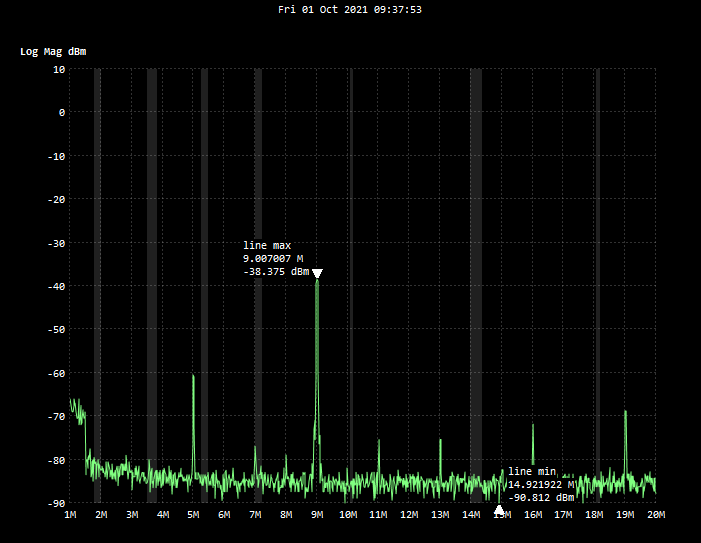 Fri 01 Oct 2021 09:37:53
Log Mag dBm
10
0
-10
-20
-30
line max
9.007007 M
-38.375 dBm
-40
-50
-60
-70
-80
line min
14.921922 M
-90.812 dBm
-90
1M 2M 3M 4M 5M 6M 7M 8M 9M 10M 11M 12M 13M 14M 15M 16M 17M 18M 19M 20M